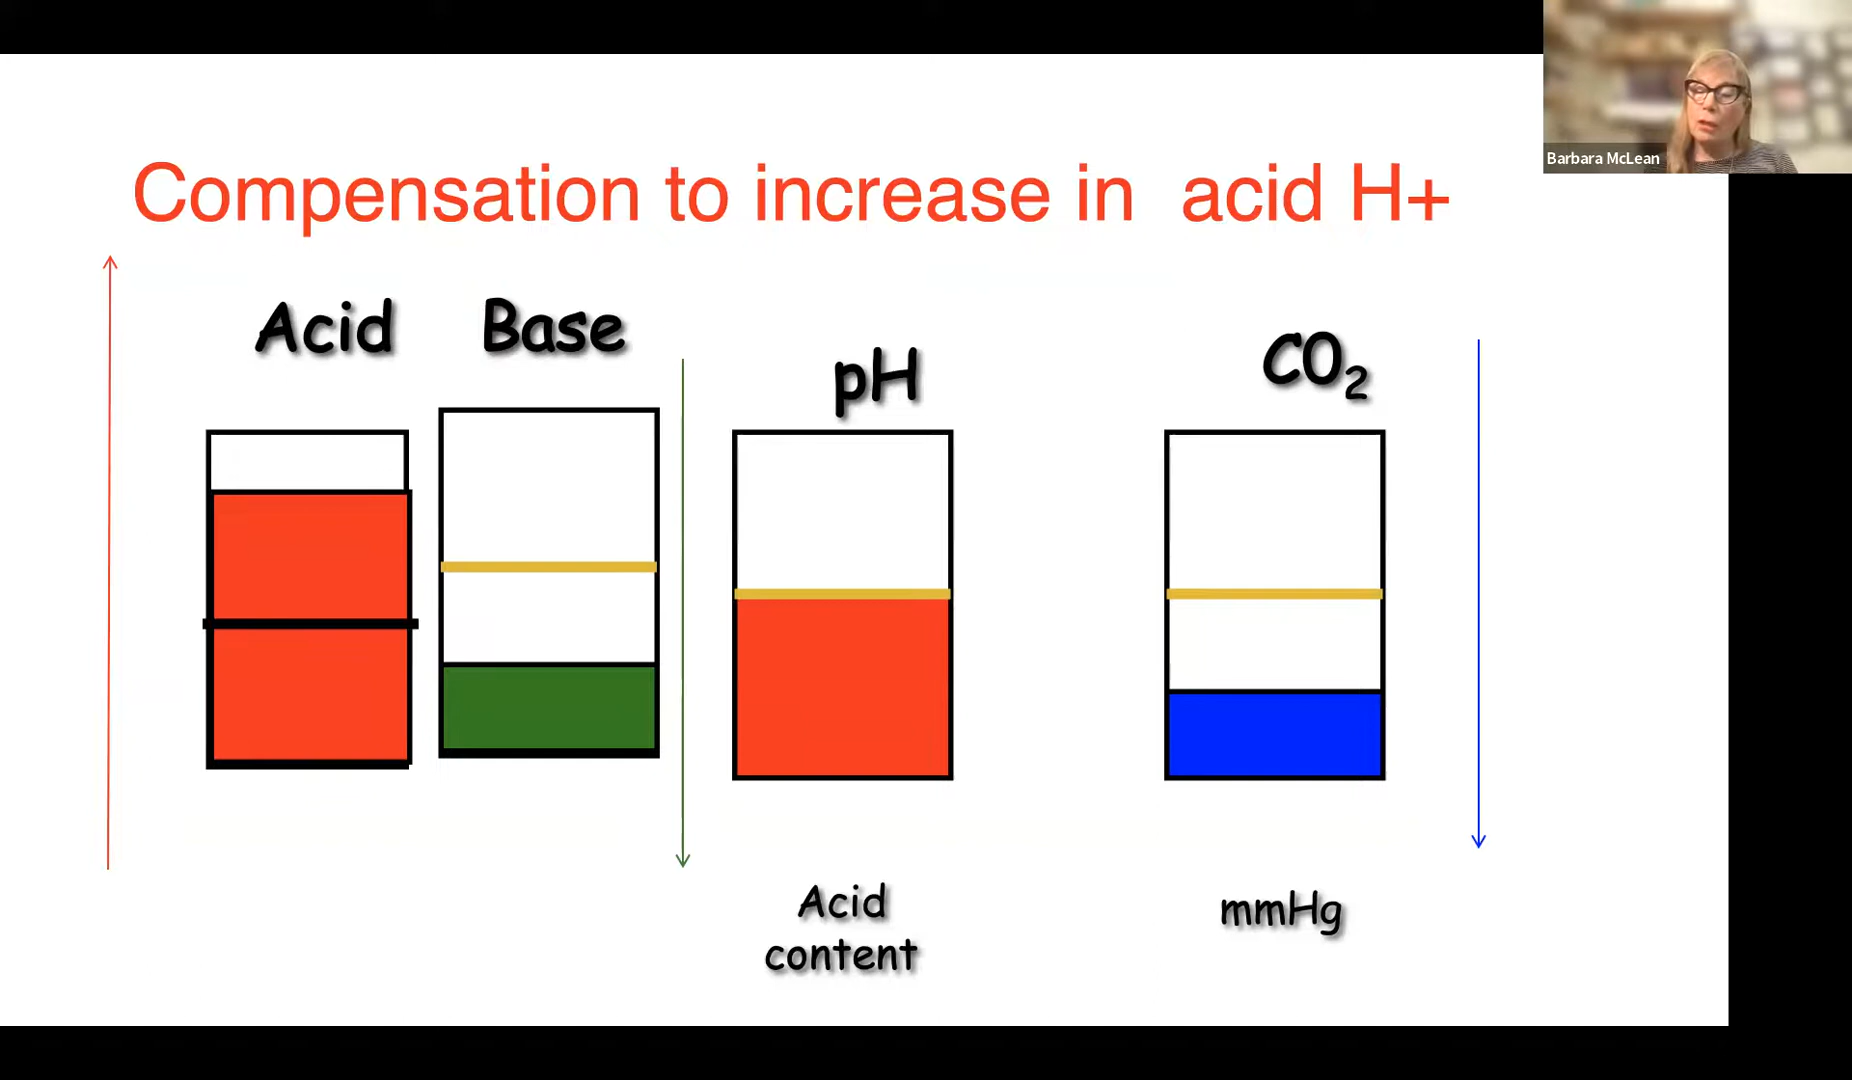 Barbara McLean
Compensation to increase in  acid H+
Acid
Base
pH
CO₂
Acid
content
mmHg